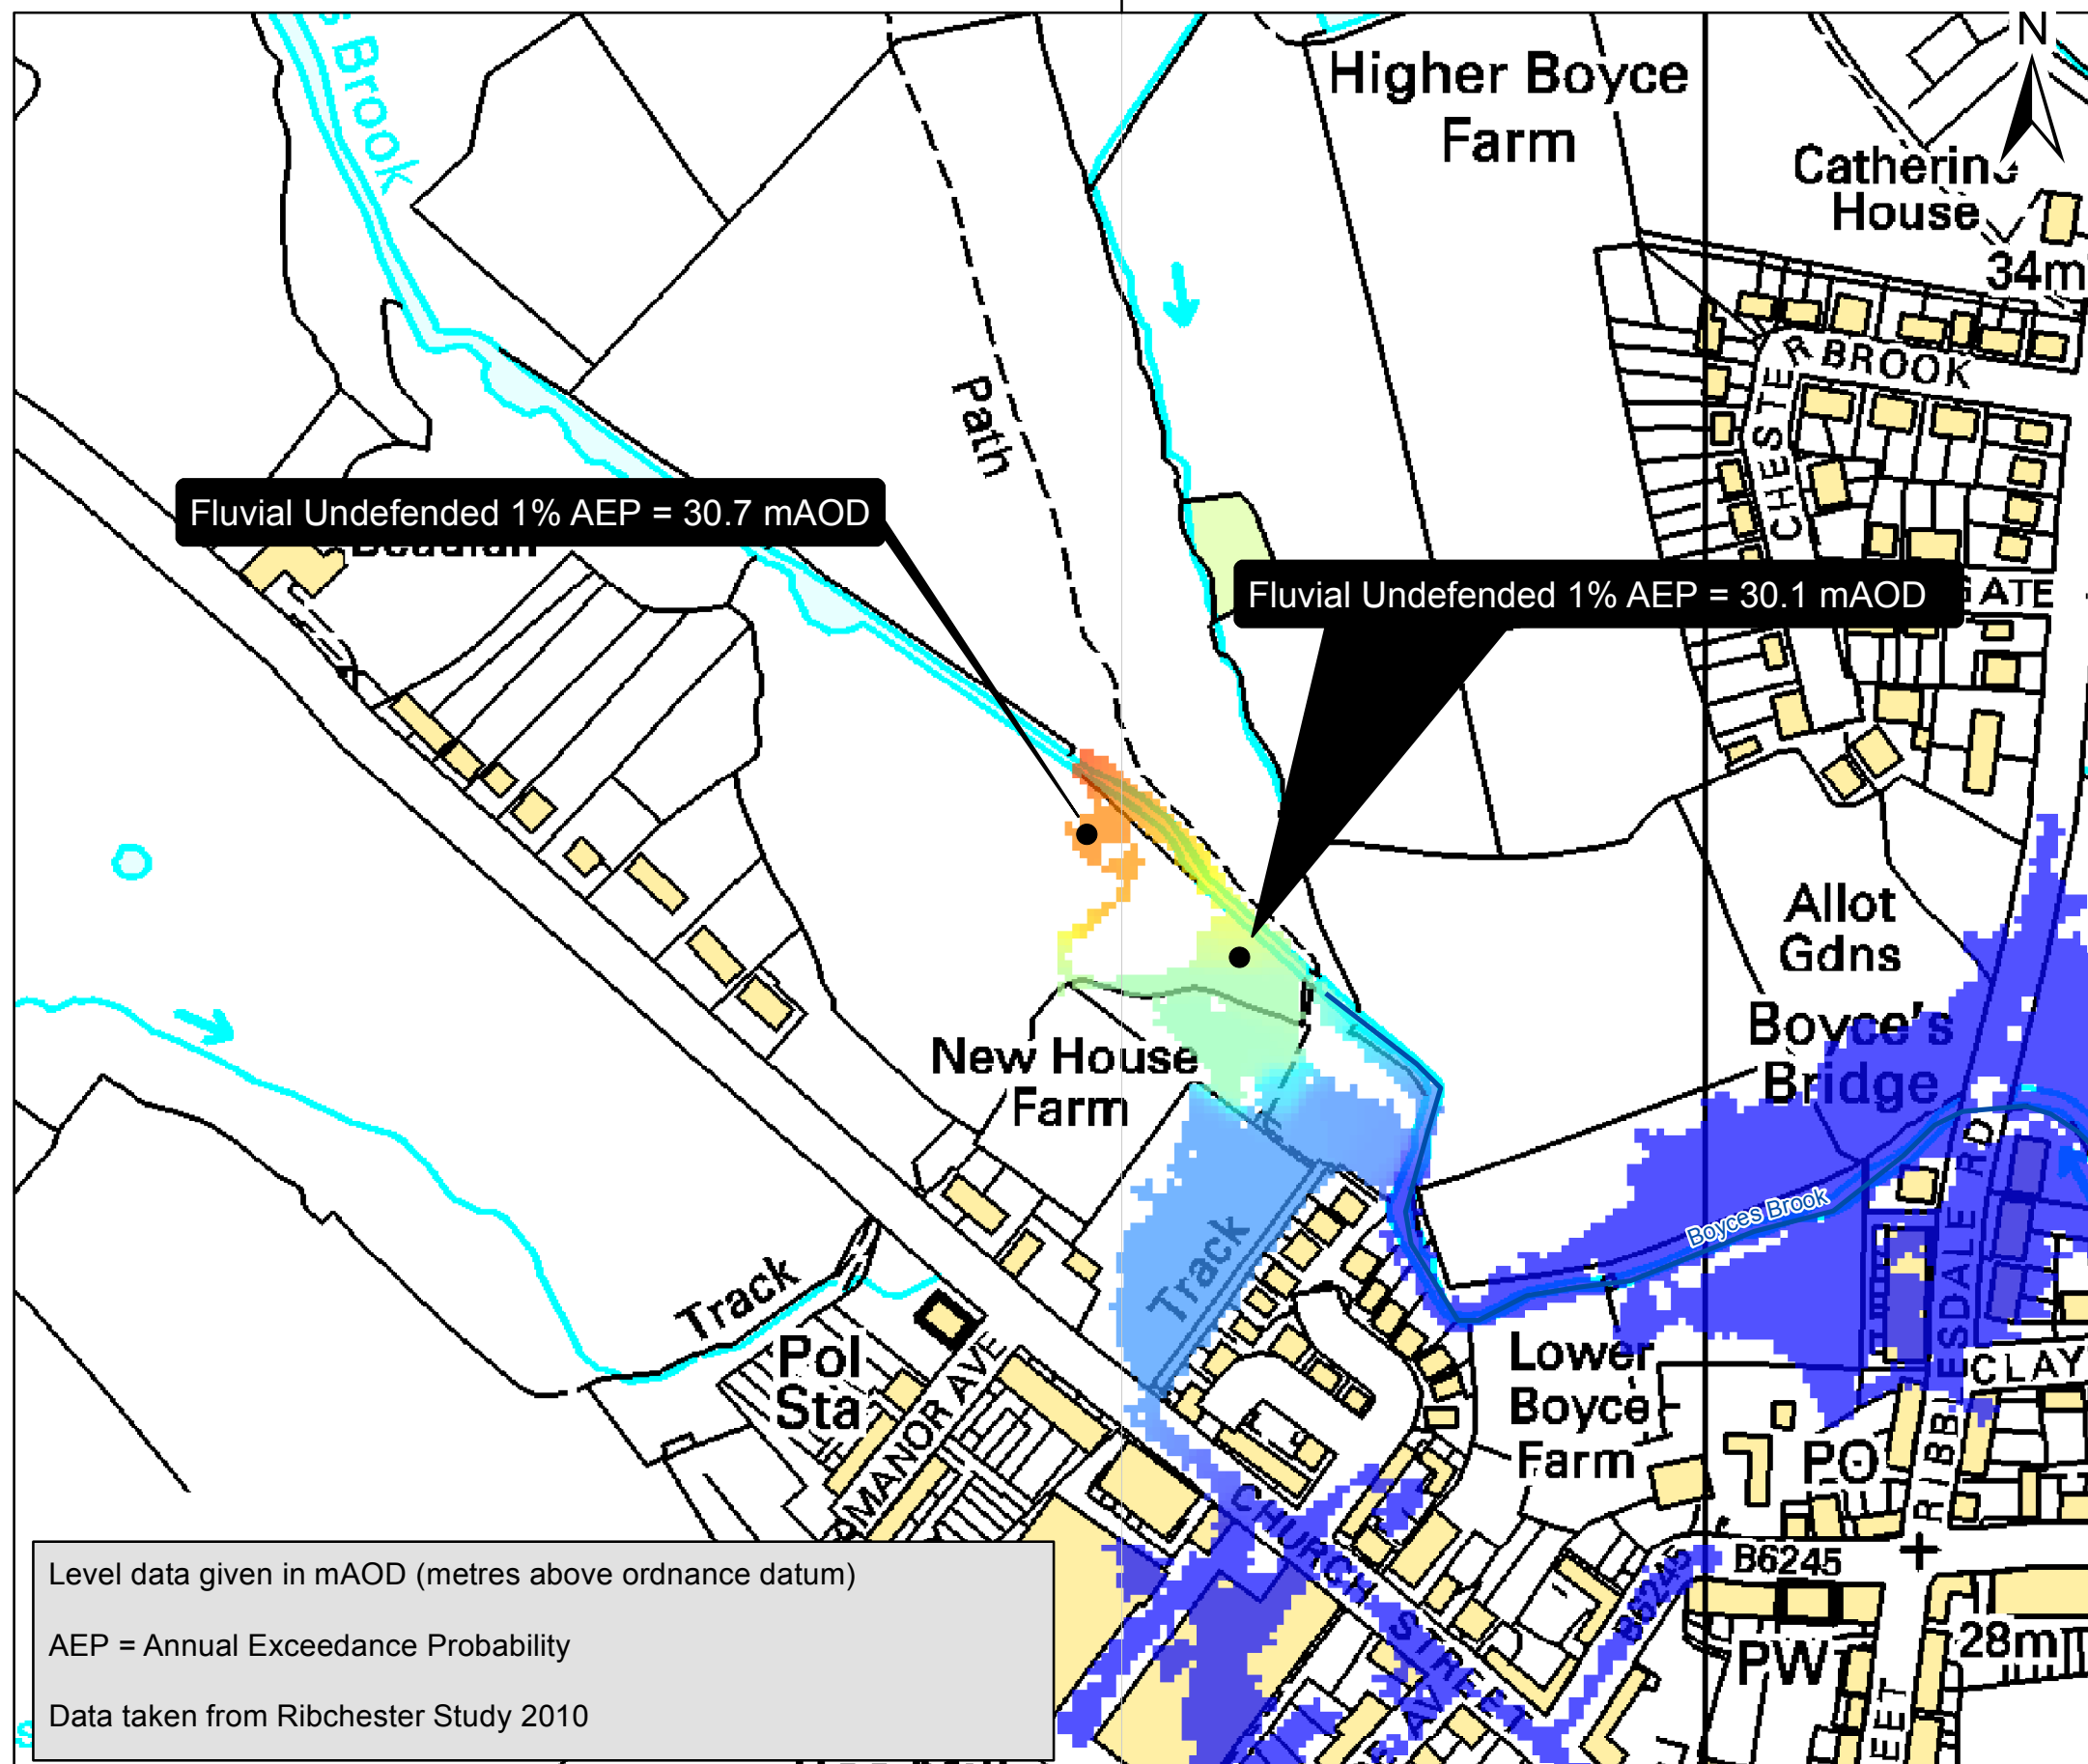 Brook
N
Higher Boyce
Farm
Catherine
House
34m
BROOK
CHESTER
Path
Fluvial Undefended 1% AEP = 30.7 mAOD
Fluvial Undefended 1% AEP = 30.1 mAOD
GATE
Allot
Gdns
Boyce's
Bridge
New House
Farm
Boyces Brook
Track
Track
Pol
Sta
MANOR AVE
Lower
Boyce
Farm
RIBBLESDALE RD
CLAY
PO
CHURCH STREET
B6245
B6245
PW
28m
EET
AV
Level data given in mAOD (metres above ordnance datum)
AEP = Annual Exceedance Probability
Data taken from Ribchester Study 2010